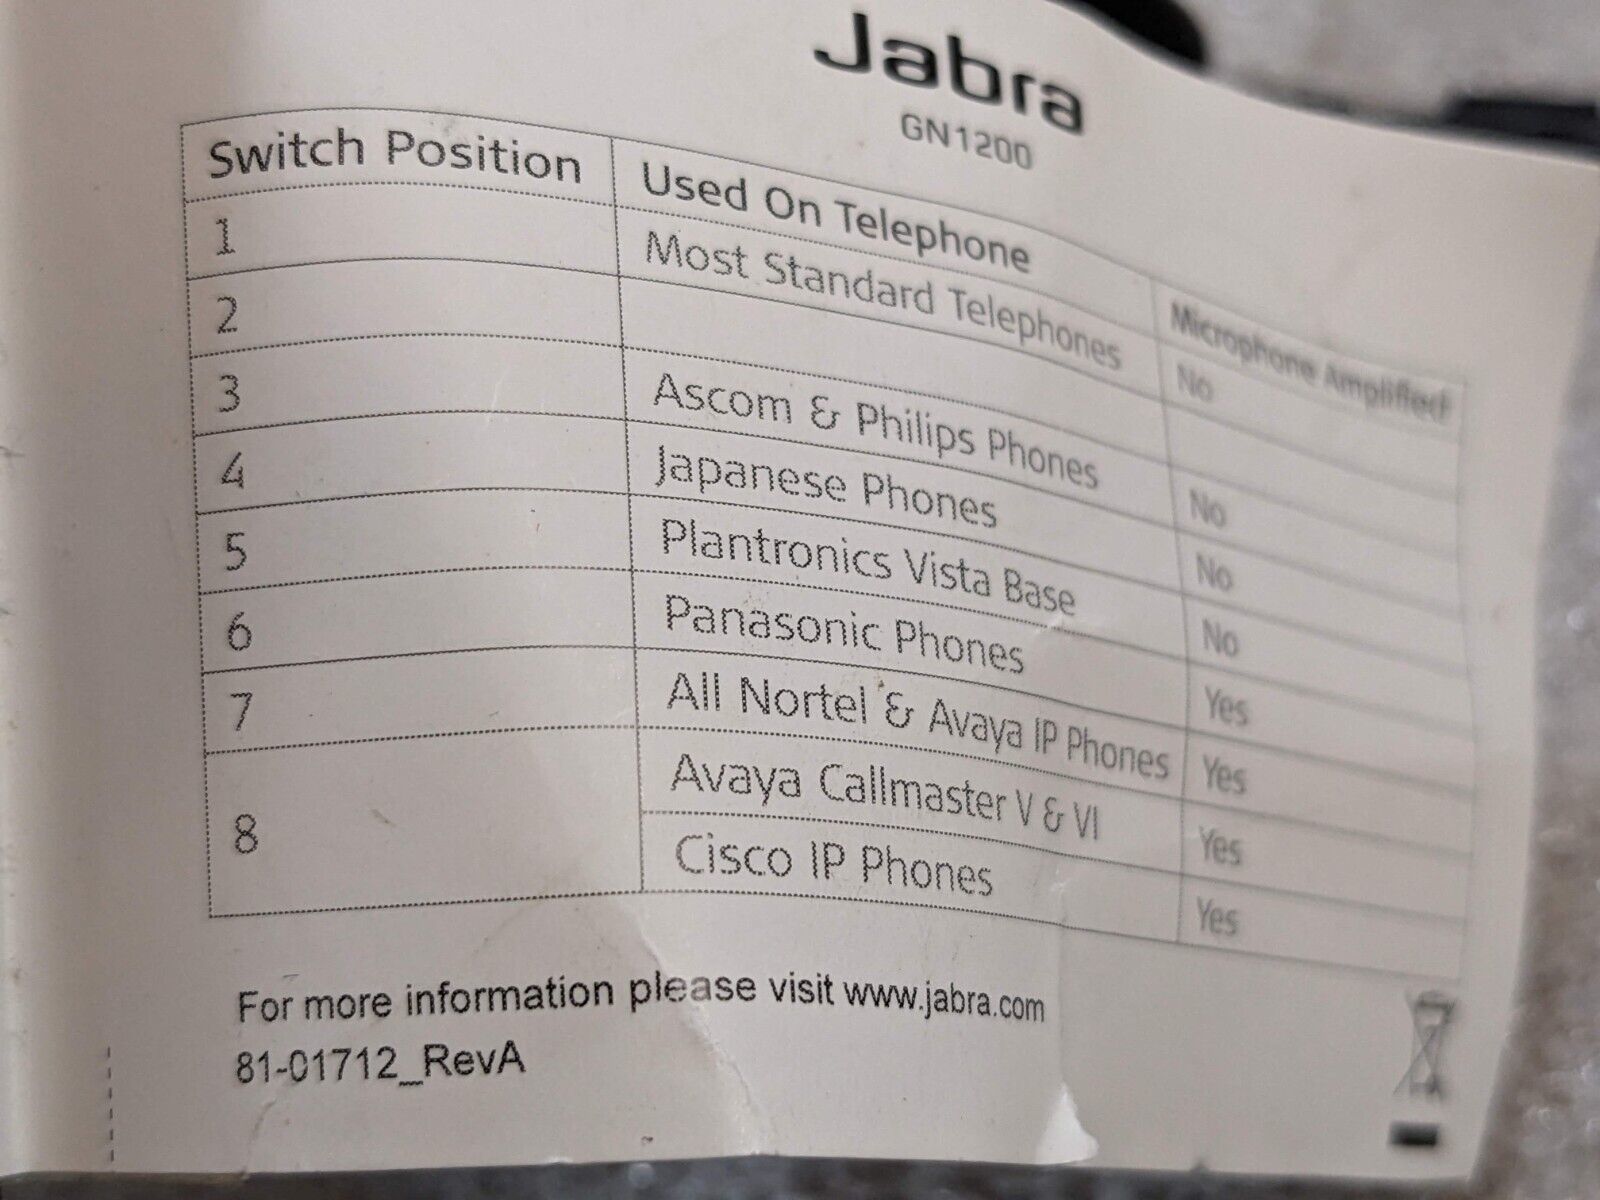 Jabra
GN1200
Switch Position Used On Telephone Microphone Amplified
1 Most Standard Telephones No
2
3 Ascom & Philips Phones No
4 Japanese Phones No
5 Plantronics Vista Base No
6 Panasonic Phones Yes
7 All Nortel & Avaya IP Phones Yes
8 Avaya Callmaster V & VI Yes
Cisco IP Phones Yes
For more information please visit www.jabra.com
81-01712_RevA